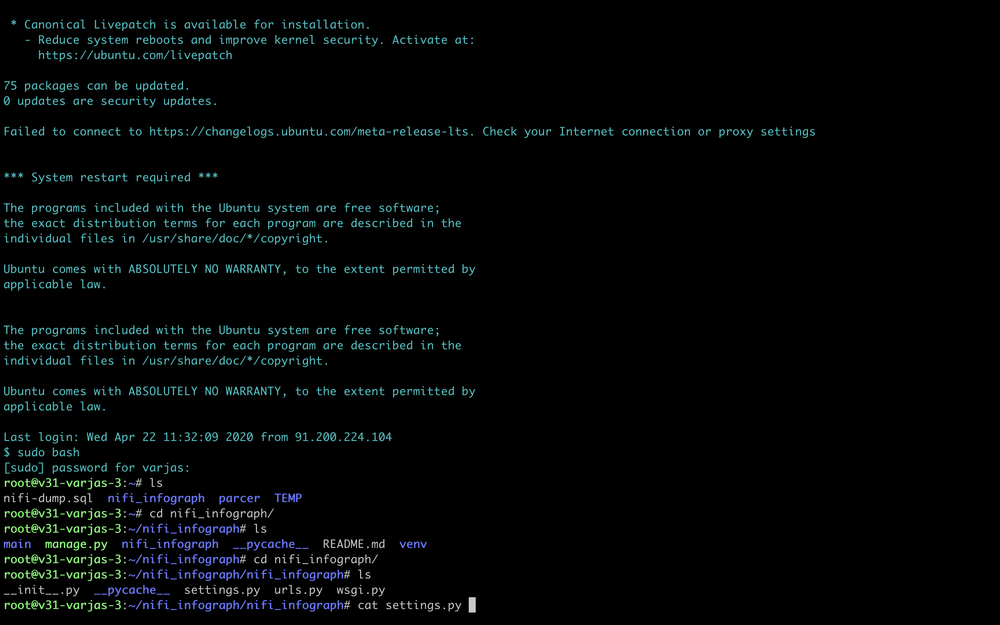 * Canonical Livepatch is available for installation.
   - Reduce system reboots and improve kernel security. Activate at:
     https://ubuntu.com/livepatch

75 packages can be updated.
0 updates are security updates.

Failed to connect to https://changelogs.ubuntu.com/meta-release-lts. Check your Internet connection or proxy settings


*** System restart required ***

The programs included with the Ubuntu system are free software;
the exact distribution terms for each program are described in the
individual files in /usr/share/doc/*/copyright.

Ubuntu comes with ABSOLUTELY NO WARRANTY, to the extent permitted by
applicable law.


The programs included with the Ubuntu system are free software;
the exact distribution terms for each program are described in the
individual files in /usr/share/doc/*/copyright.

Ubuntu comes with ABSOLUTELY NO WARRANTY, to the extent permitted by
applicable law.

Last login: Wed Apr 22 11:32:09 2020 from 91.200.224.104
$ sudo bash
[sudo] password for varjas:
root@v31-varjas-3:~# ls
nifi-dump.sql  nifi_infograph  parcer  TEMP
root@v31-varjas-3:~# cd nifi_infograph/
root@v31-varjas-3:~/nifi_infograph# ls
main  manage.py  nifi_infograph  __pycache__  README.md  venv
root@v31-varjas-3:~/nifi_infograph# cd nifi_infograph/
root@v31-varjas-3:~/nifi_infograph/nifi_infograph# ls
__init__.py  __pycache__  settings.py  urls.py  wsgi.py
root@v31-varjas-3:~/nifi_infograph/nifi_infograph# cat settings.py